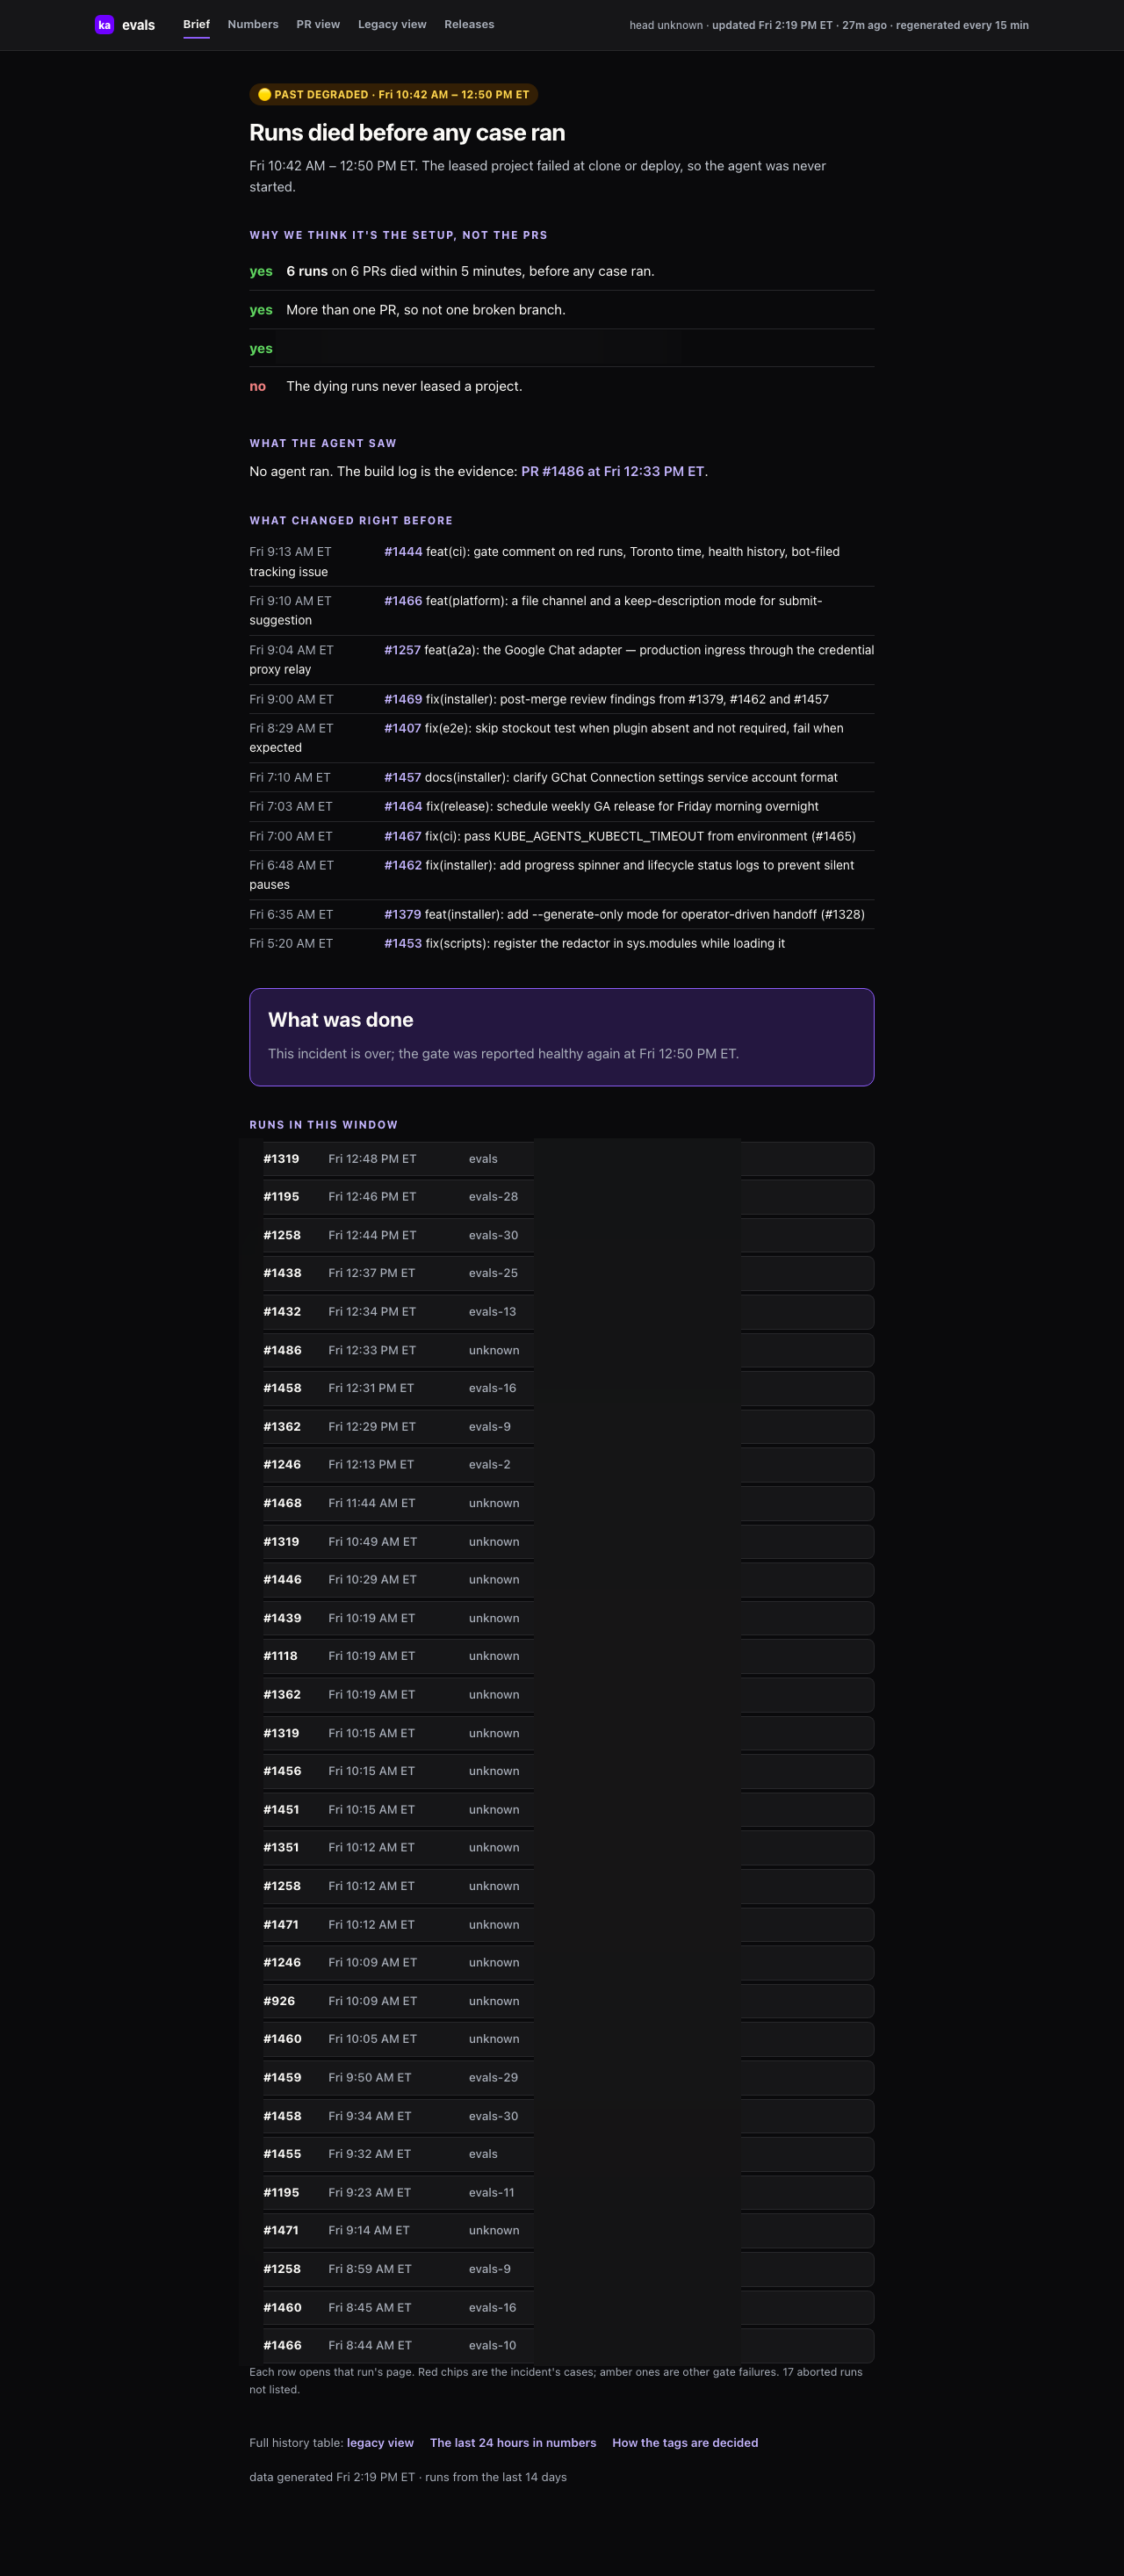 ka evals Brief Numbers PR view Legacy view Releases head unknown · updated Fri 2:19 PM ET · 27m ago · regenerated every 15 min
🟡 PAST DEGRADED · Fri 10:42 AM – 12:50 PM ET
Runs died before any case ran
Fri 10:42 AM – 12:50 PM ET. The leased project failed at clone or deploy, so the agent was never
started.
WHY WE THINK IT'S THE SETUP, NOT THE PRS
yes 6 runs on 6 PRs died within 5 minutes, before any case ran.
yes More than one PR, so not one broken branch.
yes
no The dying runs never leased a project.
WHAT THE AGENT SAW
No agent ran. The build log is the evidence: PR #1486 at Fri 12:33 PM ET.
WHAT CHANGED RIGHT BEFORE
Fri 9:13 AM ET #1444 feat(ci): gate comment on red runs, Toronto time, health history, bot-filed
tracking issue
Fri 9:10 AM ET #1466 feat(platform): a file channel and a keep-description mode for submit-
suggestion
Fri 9:04 AM ET #1257 feat(a2a): the Google Chat adapter — production ingress through the credential
proxy relay
Fri 9:00 AM ET #1469 fix(installer): post-merge review findings from #1379, #1462 and #1457
Fri 8:29 AM ET #1407 fix(e2e): skip stockout test when plugin absent and not required, fail when
expected
Fri 7:10 AM ET #1457 docs(installer): clarify GChat Connection settings service account format
Fri 7:03 AM ET #1464 fix(release): schedule weekly GA release for Friday morning overnight
Fri 7:00 AM ET #1467 fix(ci): pass KUBE_AGENTS_KUBECTL_TIMEOUT from environment (#1465)
Fri 6:48 AM ET #1462 fix(installer): add progress spinner and lifecycle status logs to prevent silent
pauses
Fri 6:35 AM ET #1379 feat(installer): add --generate-only mode for operator-driven handoff (#1328)
Fri 5:20 AM ET #1453 fix(scripts): register the redactor in sys.modules while loading it
What was done
This incident is over; the gate was reported healthy again at Fri 12:50 PM ET.
RUNS IN THIS WINDOW
#1319 Fri 12:48 PM ET evals
#1195 Fri 12:46 PM ET evals-28
#1258 Fri 12:44 PM ET evals-30
#1438 Fri 12:37 PM ET evals-25
#1432 Fri 12:34 PM ET evals-13
#1486 Fri 12:33 PM ET unknown
#1458 Fri 12:31 PM ET evals-16
#1362 Fri 12:29 PM ET evals-9
#1246 Fri 12:13 PM ET evals-2
#1468 Fri 11:44 AM ET unknown
#1319 Fri 10:49 AM ET unknown
#1446 Fri 10:29 AM ET unknown
#1439 Fri 10:19 AM ET unknown
#1118 Fri 10:19 AM ET unknown
#1362 Fri 10:19 AM ET unknown
#1319 Fri 10:15 AM ET unknown
#1456 Fri 10:15 AM ET unknown
#1451 Fri 10:15 AM ET unknown
#1351 Fri 10:12 AM ET unknown
#1258 Fri 10:12 AM ET unknown
#1471 Fri 10:12 AM ET unknown
#1246 Fri 10:09 AM ET unknown
#926 Fri 10:09 AM ET unknown
#1460 Fri 10:05 AM ET unknown
#1459 Fri 9:50 AM ET evals-29
#1458 Fri 9:34 AM ET evals-30
#1455 Fri 9:32 AM ET evals
#1195 Fri 9:23 AM ET evals-11
#1471 Fri 9:14 AM ET unknown
#1258 Fri 8:59 AM ET evals-9
#1460 Fri 8:45 AM ET evals-16
#1466 Fri 8:44 AM ET evals-10
Each row opens that run's page. Red chips are the incident's cases; amber ones are other gate failures. 17 aborted runs
not listed.
Full history table: legacy view The last 24 hours in numbers How the tags are decided
data generated Fri 2:19 PM ET · runs from the last 14 days